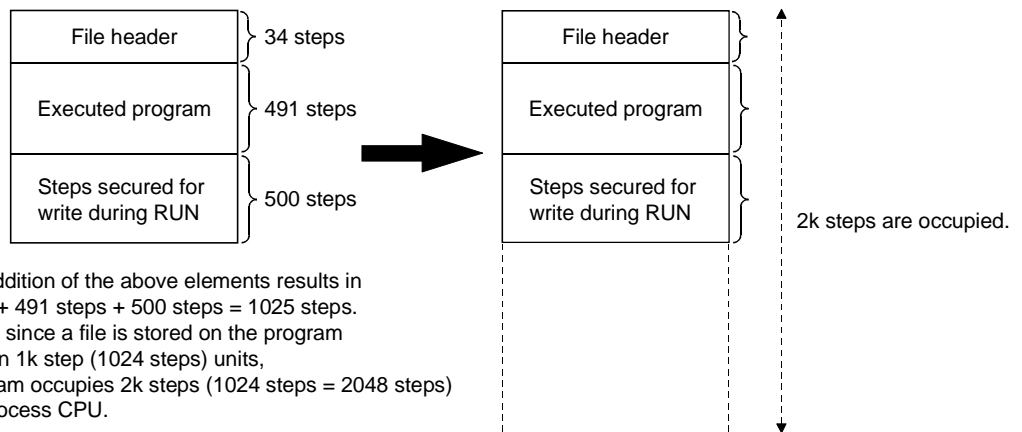 File header
34 steps
Executed program
491 steps
Steps secured for
write during RUN
500 steps
File header
Executed program
Steps secured for
write during RUN
2k steps are occupied.
ddition of the above elements results in
+ 491 steps + 500 steps = 1025 steps.
since a file is stored on the program
n 1k step (1024 steps) units,
am occupies 2k steps (1024 steps = 2048 steps)
ocess CPU.